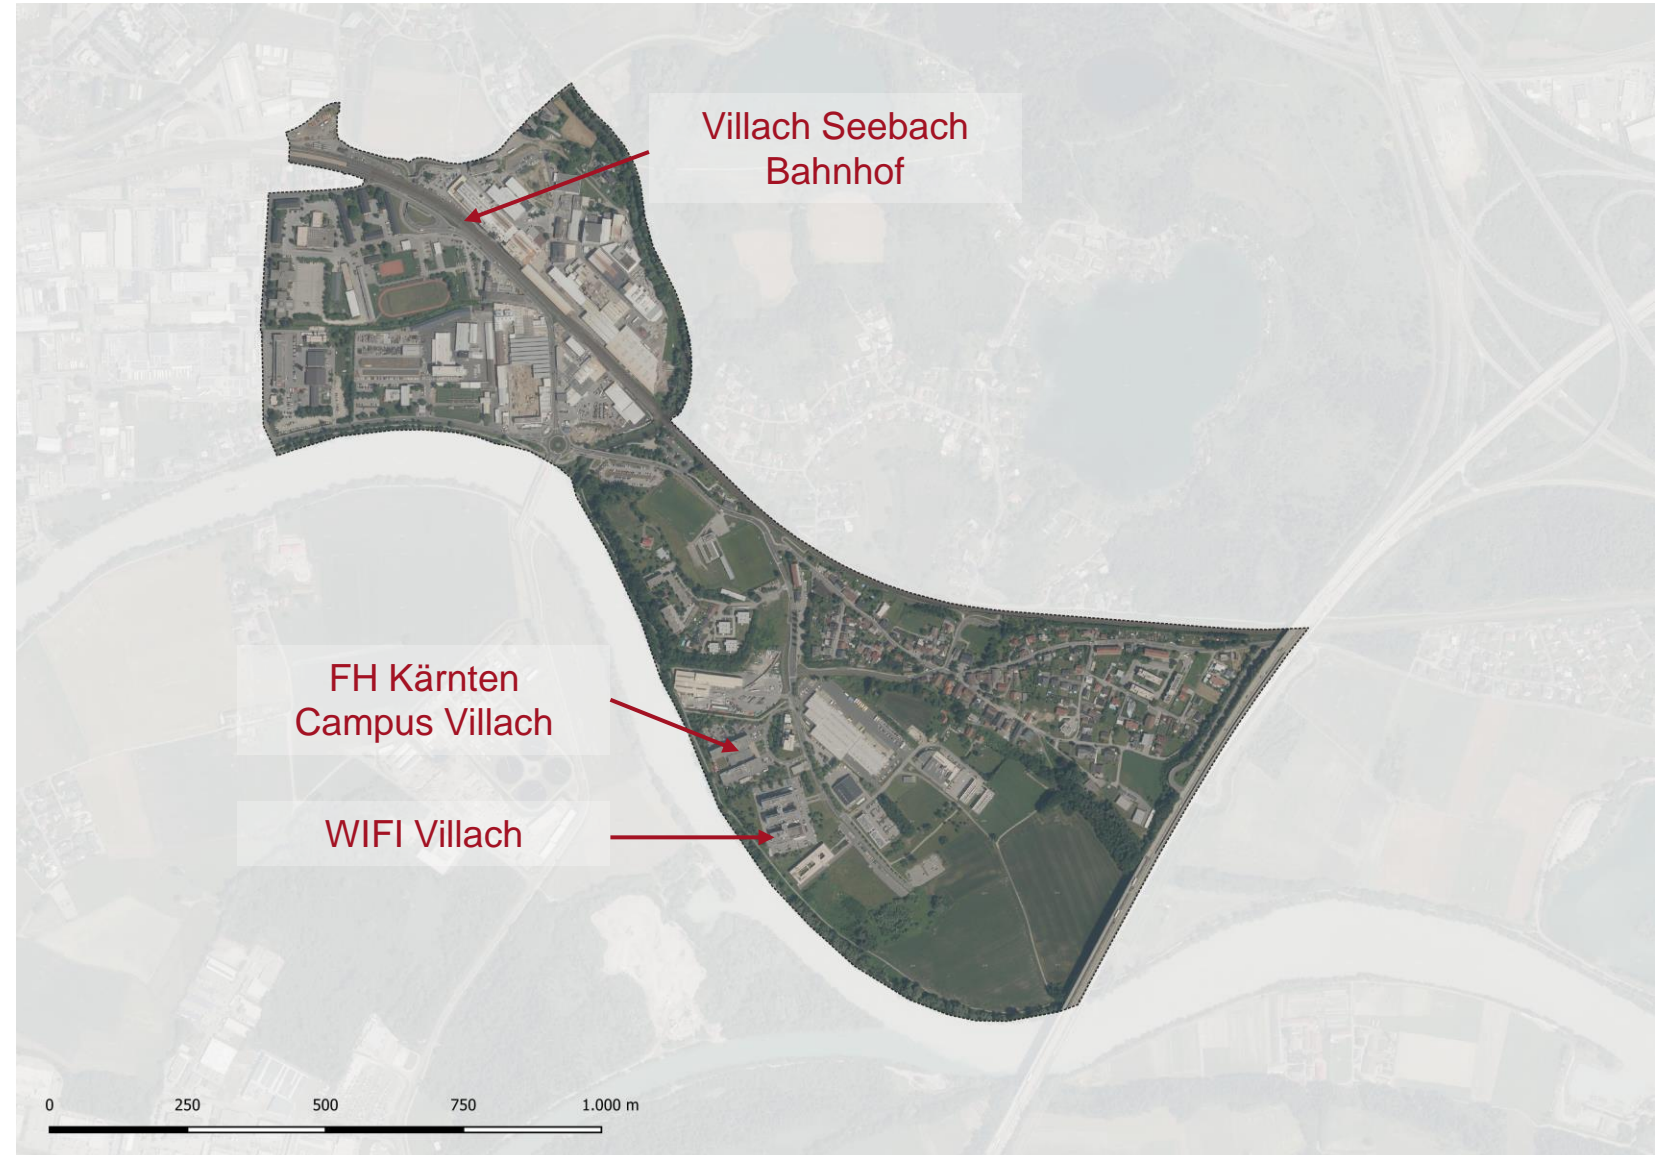 Villach Seebach
Bahnhof
FH Kärnten
Campus Villach
WIFI Villach
0 250 500 750 1.000 m